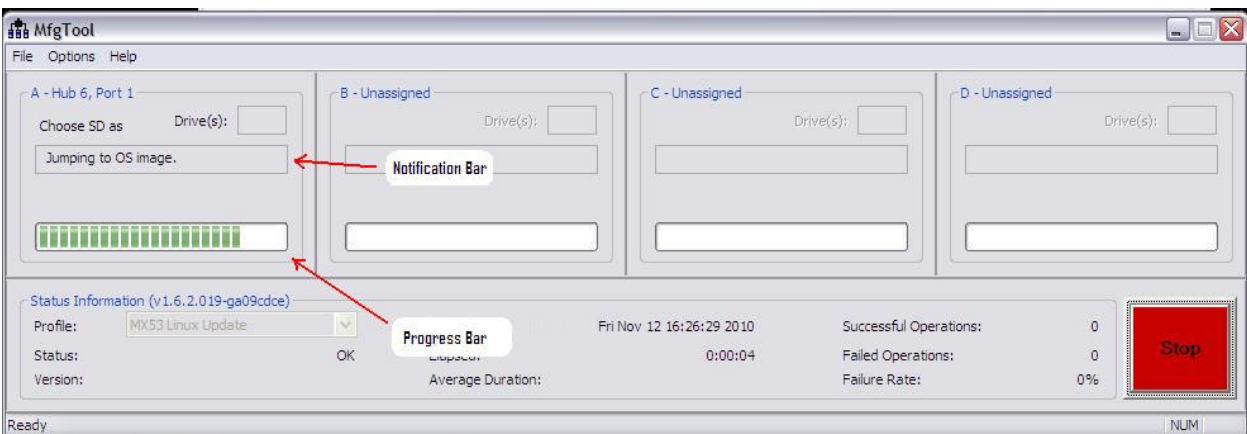 MfgTool
File Options Help
A - Hub 6, Port 1
Choose SD as Drive(s):
Jumping to OS image.
B - Unassigned
Drive(s):
C - Unassigned
Drive(s):
D - Unassigned
Drive(s):
Notification Bar
Progress Bar
Status Information (v1.6.2.019-ga09cdce)
Profile: MX53 Linux Update Fri Nov 12 16:26:29 2010 Successful Operations: 0
Status: OK 0:00:04 Failed Operations: 0
Version: Average Duration: Failure Rate: 0%
Stop
Ready NUM